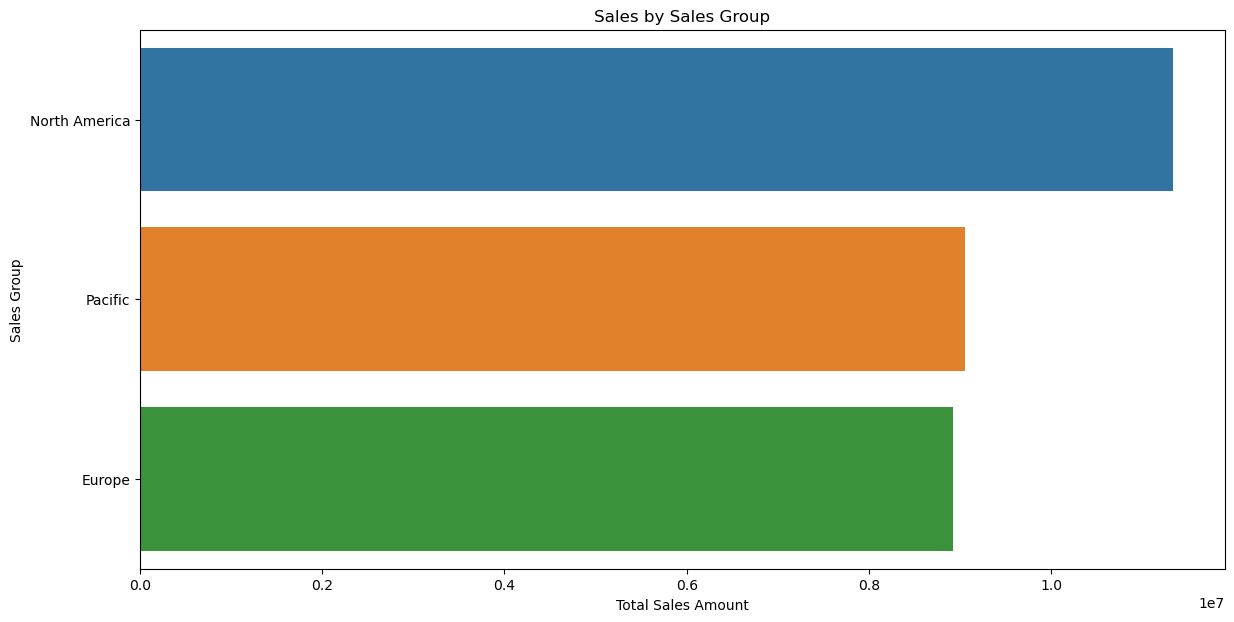 Sales by Sales Group
North America
Pacific
Europe
Sales Group
0.0 0.2 0.4 0.6 0.8 1.0
1e7
Total Sales Amount